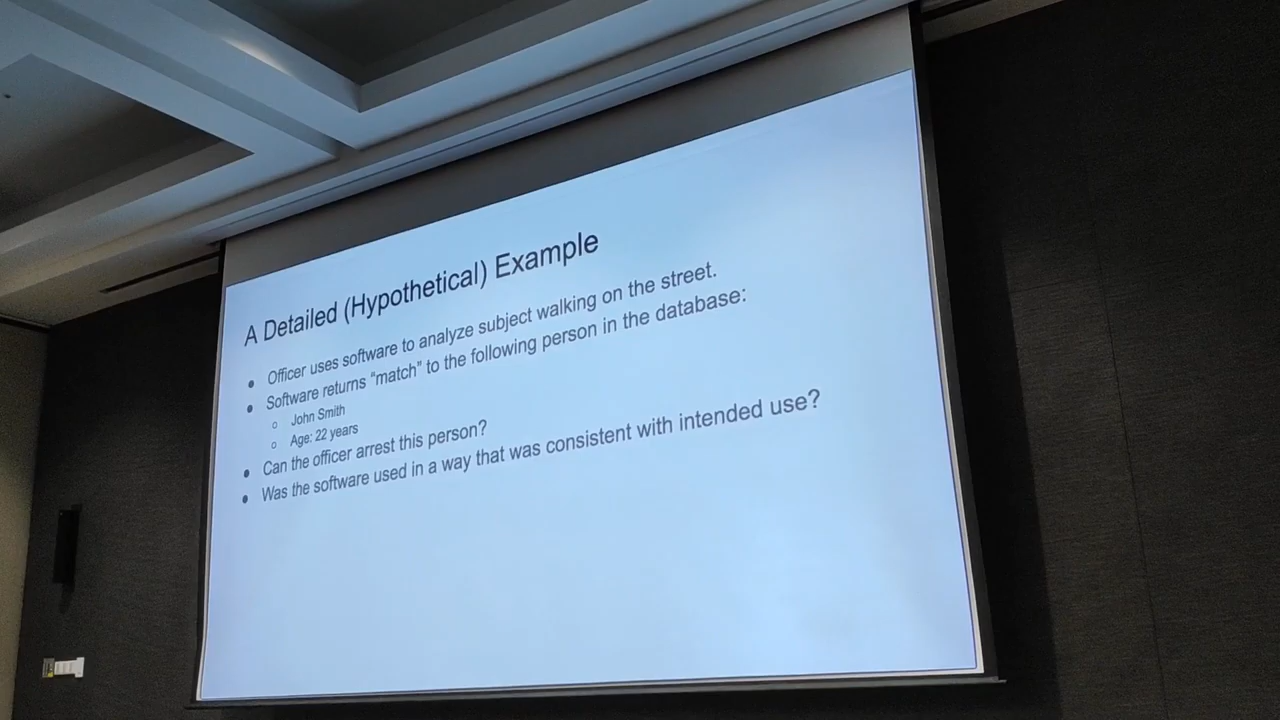 A Detailed (Hypothetical) Example
● Officer uses software to analyze subject walking on the street.
● Software returns “match” to the following person in the database:
○ John Smith
○ Age: 22 years
● Can the officer arrest this person?
● Was the software used in a way that was consistent with intended use?